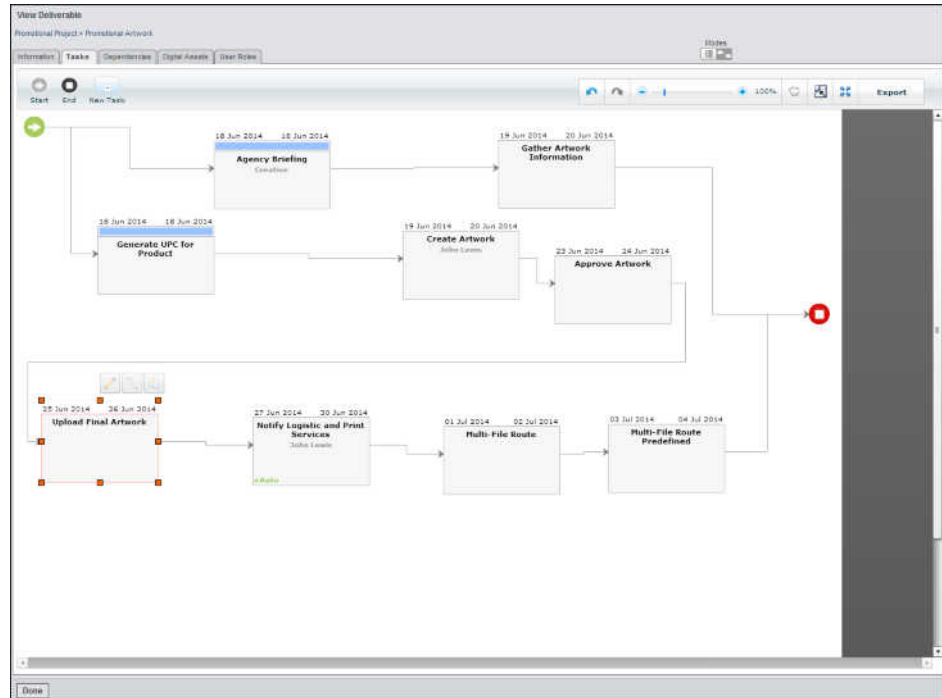 View Deliverable
Promotional Project > Promotional Artwork
Information Tasks Dependencies Digital Assets User Roles
Modes
Start End New Task
100% Export
18 Jun 2014 18 Jun 2014
Agency Briefing
19 Jun 2014 20 Jun 2014
Gather Artwork
Information
18 Jun 2014 18 Jun 2014
Generate UPC for
Product
19 Jun 2014 20 Jun 2014
Create Artwork
John Lewis
23 Jun 2014 24 Jun 2014
Approve Artwork
25 Jun 2014 26 Jun 2014
Upload Final Artwork
27 Jun 2014 30 Jun 2014
Notify Logistic and Print
Services
John Lewis
01 Jul 2014 02 Jul 2014
Multi-File Route
03 Jul 2014 04 Jul 2014
Multi-File Route
Predefined
Done